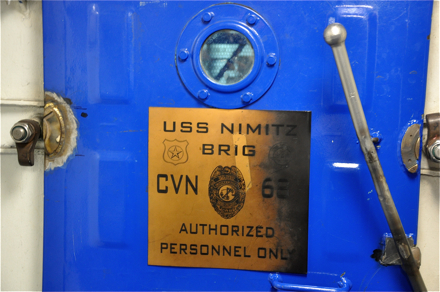 USS NIMITZ
BRIG
CVN 68
AUTHORIZED
PERSONNEL ONLY